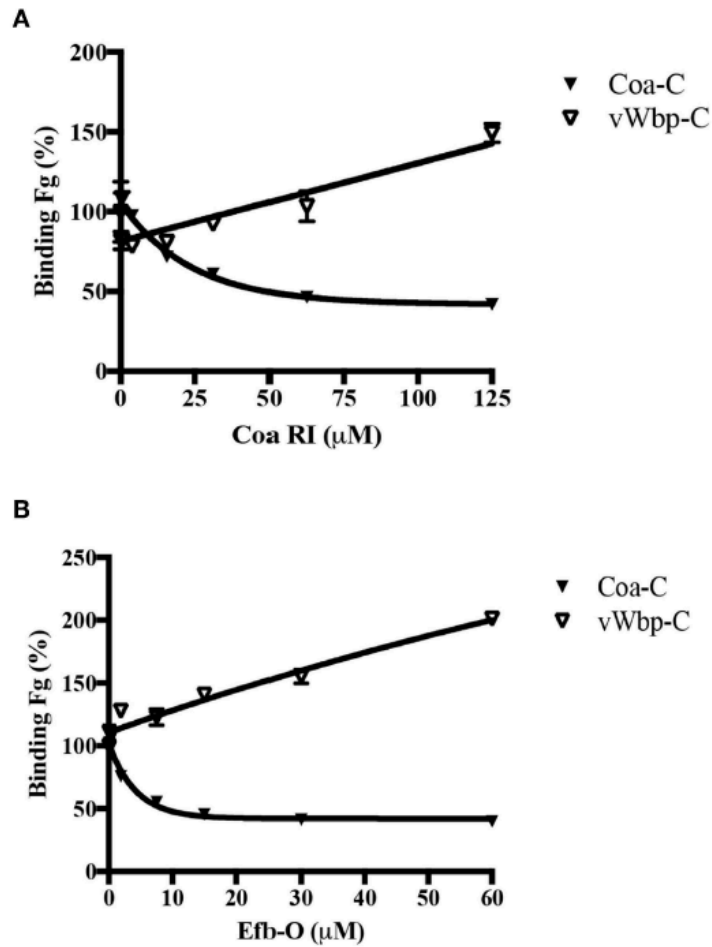 A
200
150
100
50
0
Binding Fg (%)
0 25 50 75 100 125
Coa RI (μM)
Coa-C
vWbp-C
B
250
200
150
100
50
0
Binding Fg (%)
0 10 20 30 40 50 60
Efb-O (μM)
Coa-C
vWbp-C